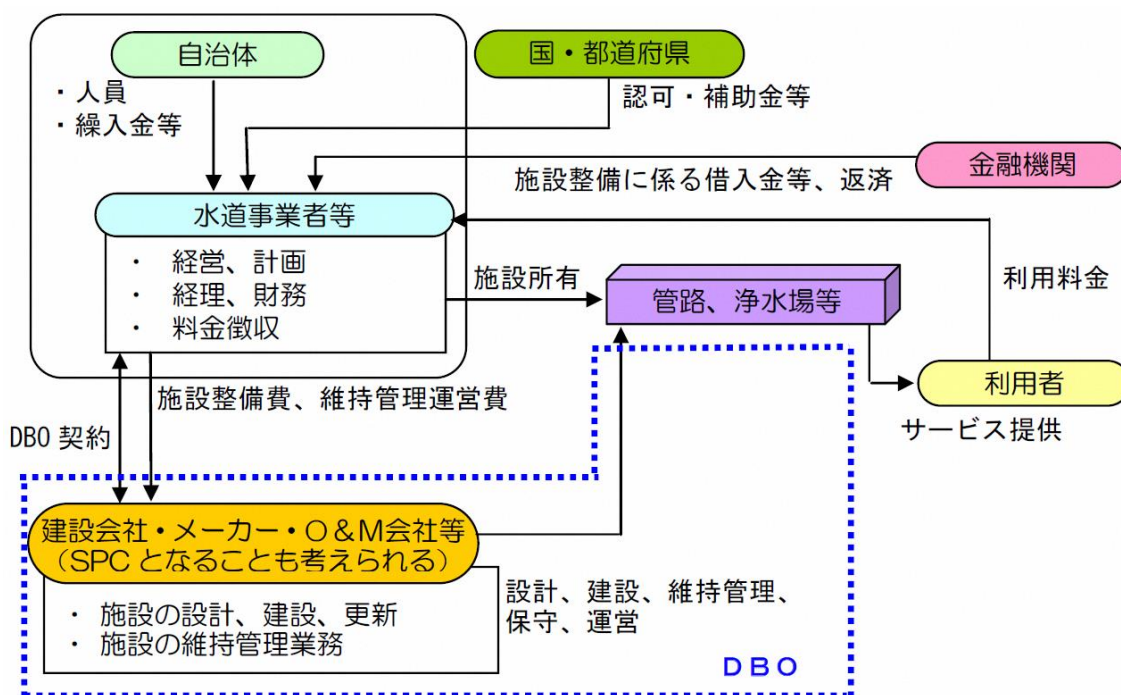 自治体
国・都道府県
・人員
・繰入金等
認可・補助金等
金融機関
施設整備に係る借入金等、返済
水道事業者等
・ 経営、計画
・ 経理、財務
・ 料金徴収
施設所有
管路、浄水場等
利用料金
利用者
サービス提供
施設整備費、維持管理運営費
DBO 契約
建設会社・メーカー・O＆M会社等
（SPC となることも考えられる）
・ 施設の設計、建設、更新
・ 施設の維持管理業務
設計、建設、維持管理、
保守、運営
ＤＢＯ